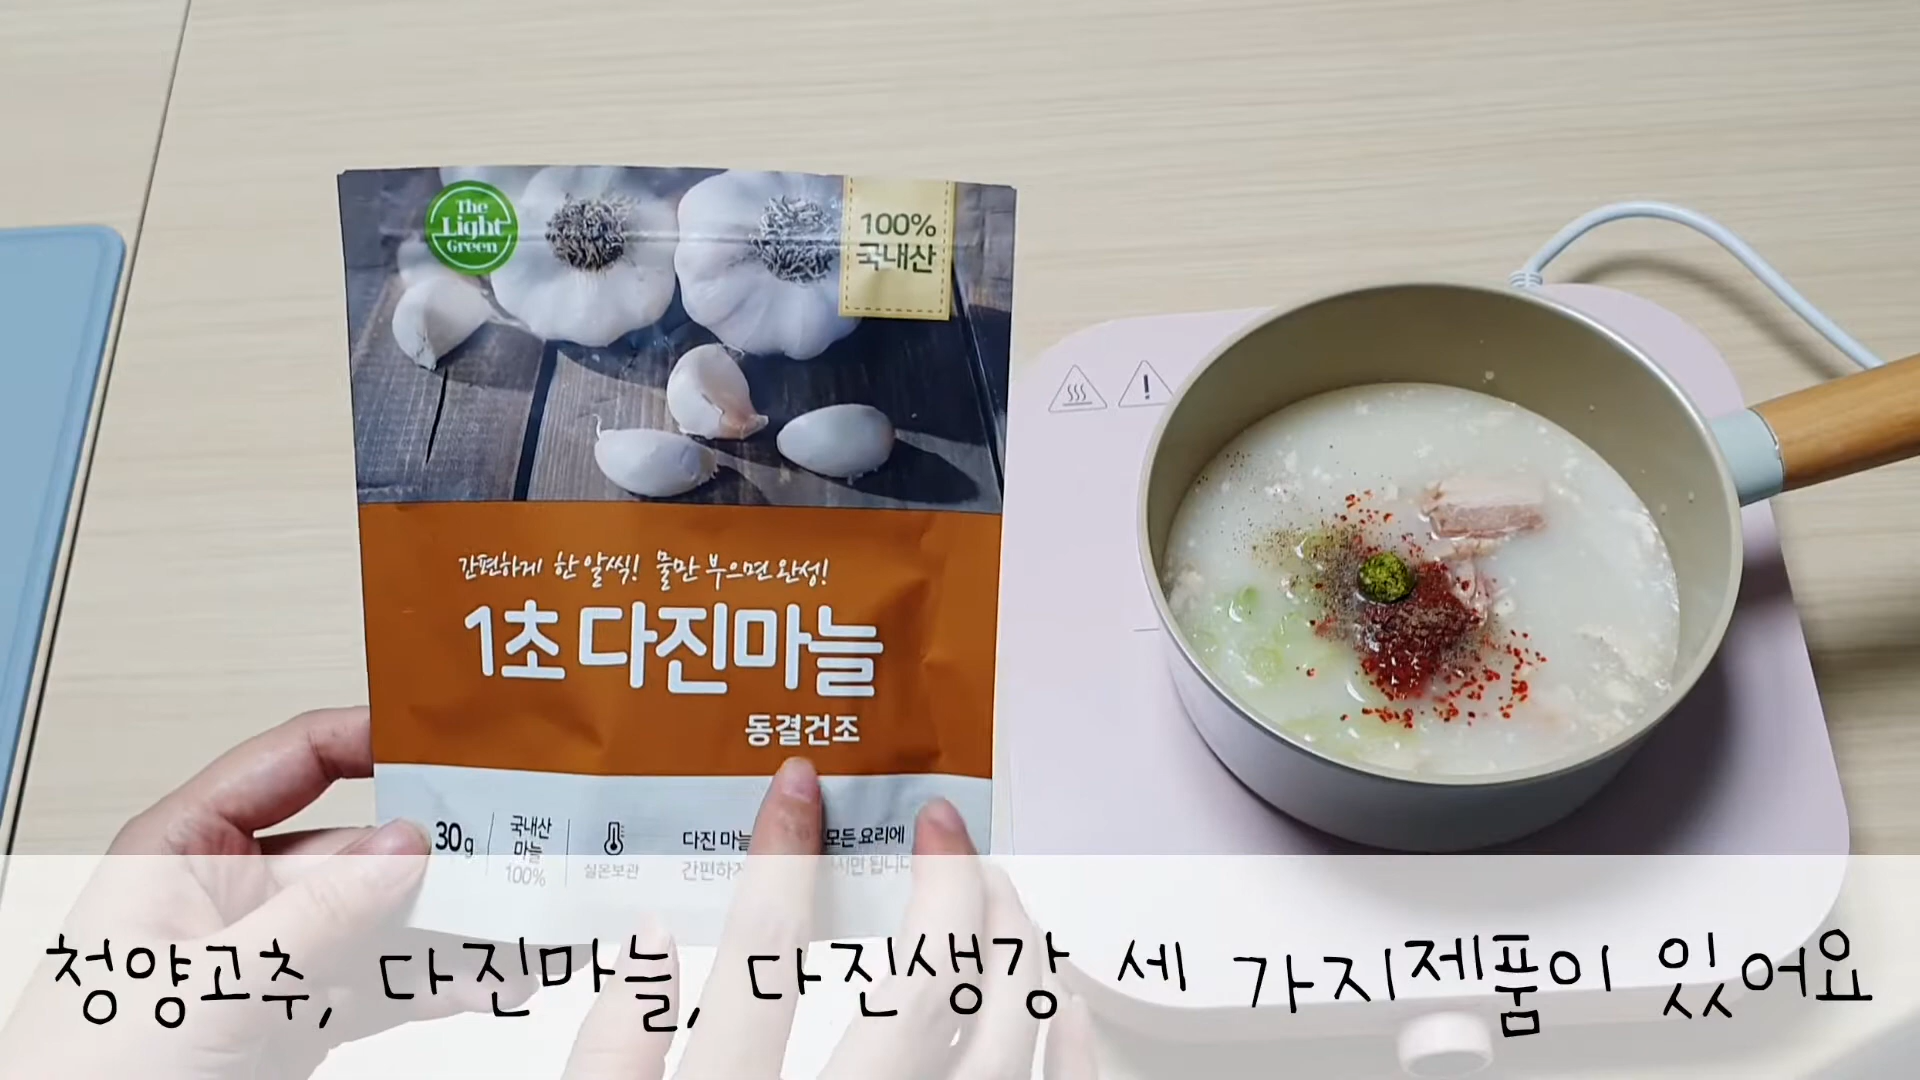 The
Light
Green
100%
국내산
간편하게 한 알씩! 물만 부으면 완성!
1초 다진마늘
동결건조
30g
국내산
마늘
100%
실온보관
다진 마늘 모든 요리에
간편하게 시면 됩니다
청양고추, 다진마늘, 다진생강 세 가지제품이 있어요